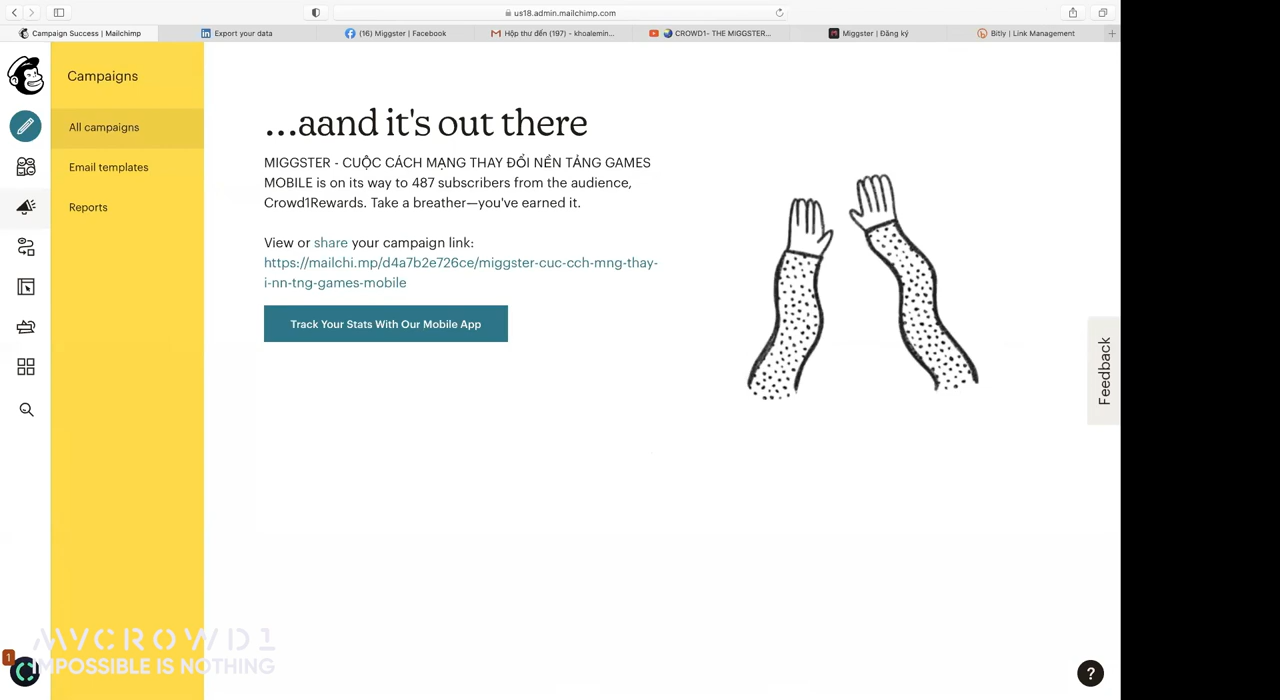 us18.admin.mailchimp.com
Campaign Success | Mailchimp
Export your data
(16) Miggster | Facebook
Hộp thư đến (197) - khoalemin...
CROWD1- THE MIGGSTER...
Miggster | Đăng ký
Bitly | Link Management
Campaigns
All campaigns
Email templates
Reports
...aand it's out there
MIGGSTER - CUỘC CÁCH MẠNG THAY ĐỔI NỀN TẢNG GAMES
MOBILE is on its way to 487 subscribers from the audience,
Crowd1Rewards. Take a breather—you've earned it.
View or share your campaign link:
https://mailchi.mp/d4a7b2e726ce/miggster-cuc-cch-mng-thay-
i-nn-tng-games-mobile
Track Your Stats With Our Mobile App
Feedback
MYCROWD1
IMPOSSIBLE IS NOTHING
1
?